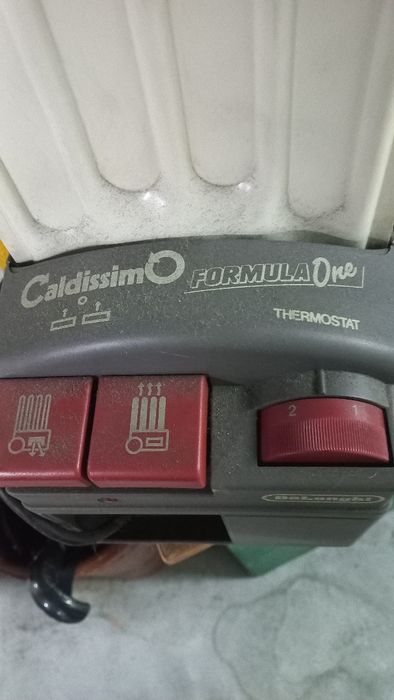 CaldissimO
FORMULA One
THERMOSTAT
2 1
DeLonghi